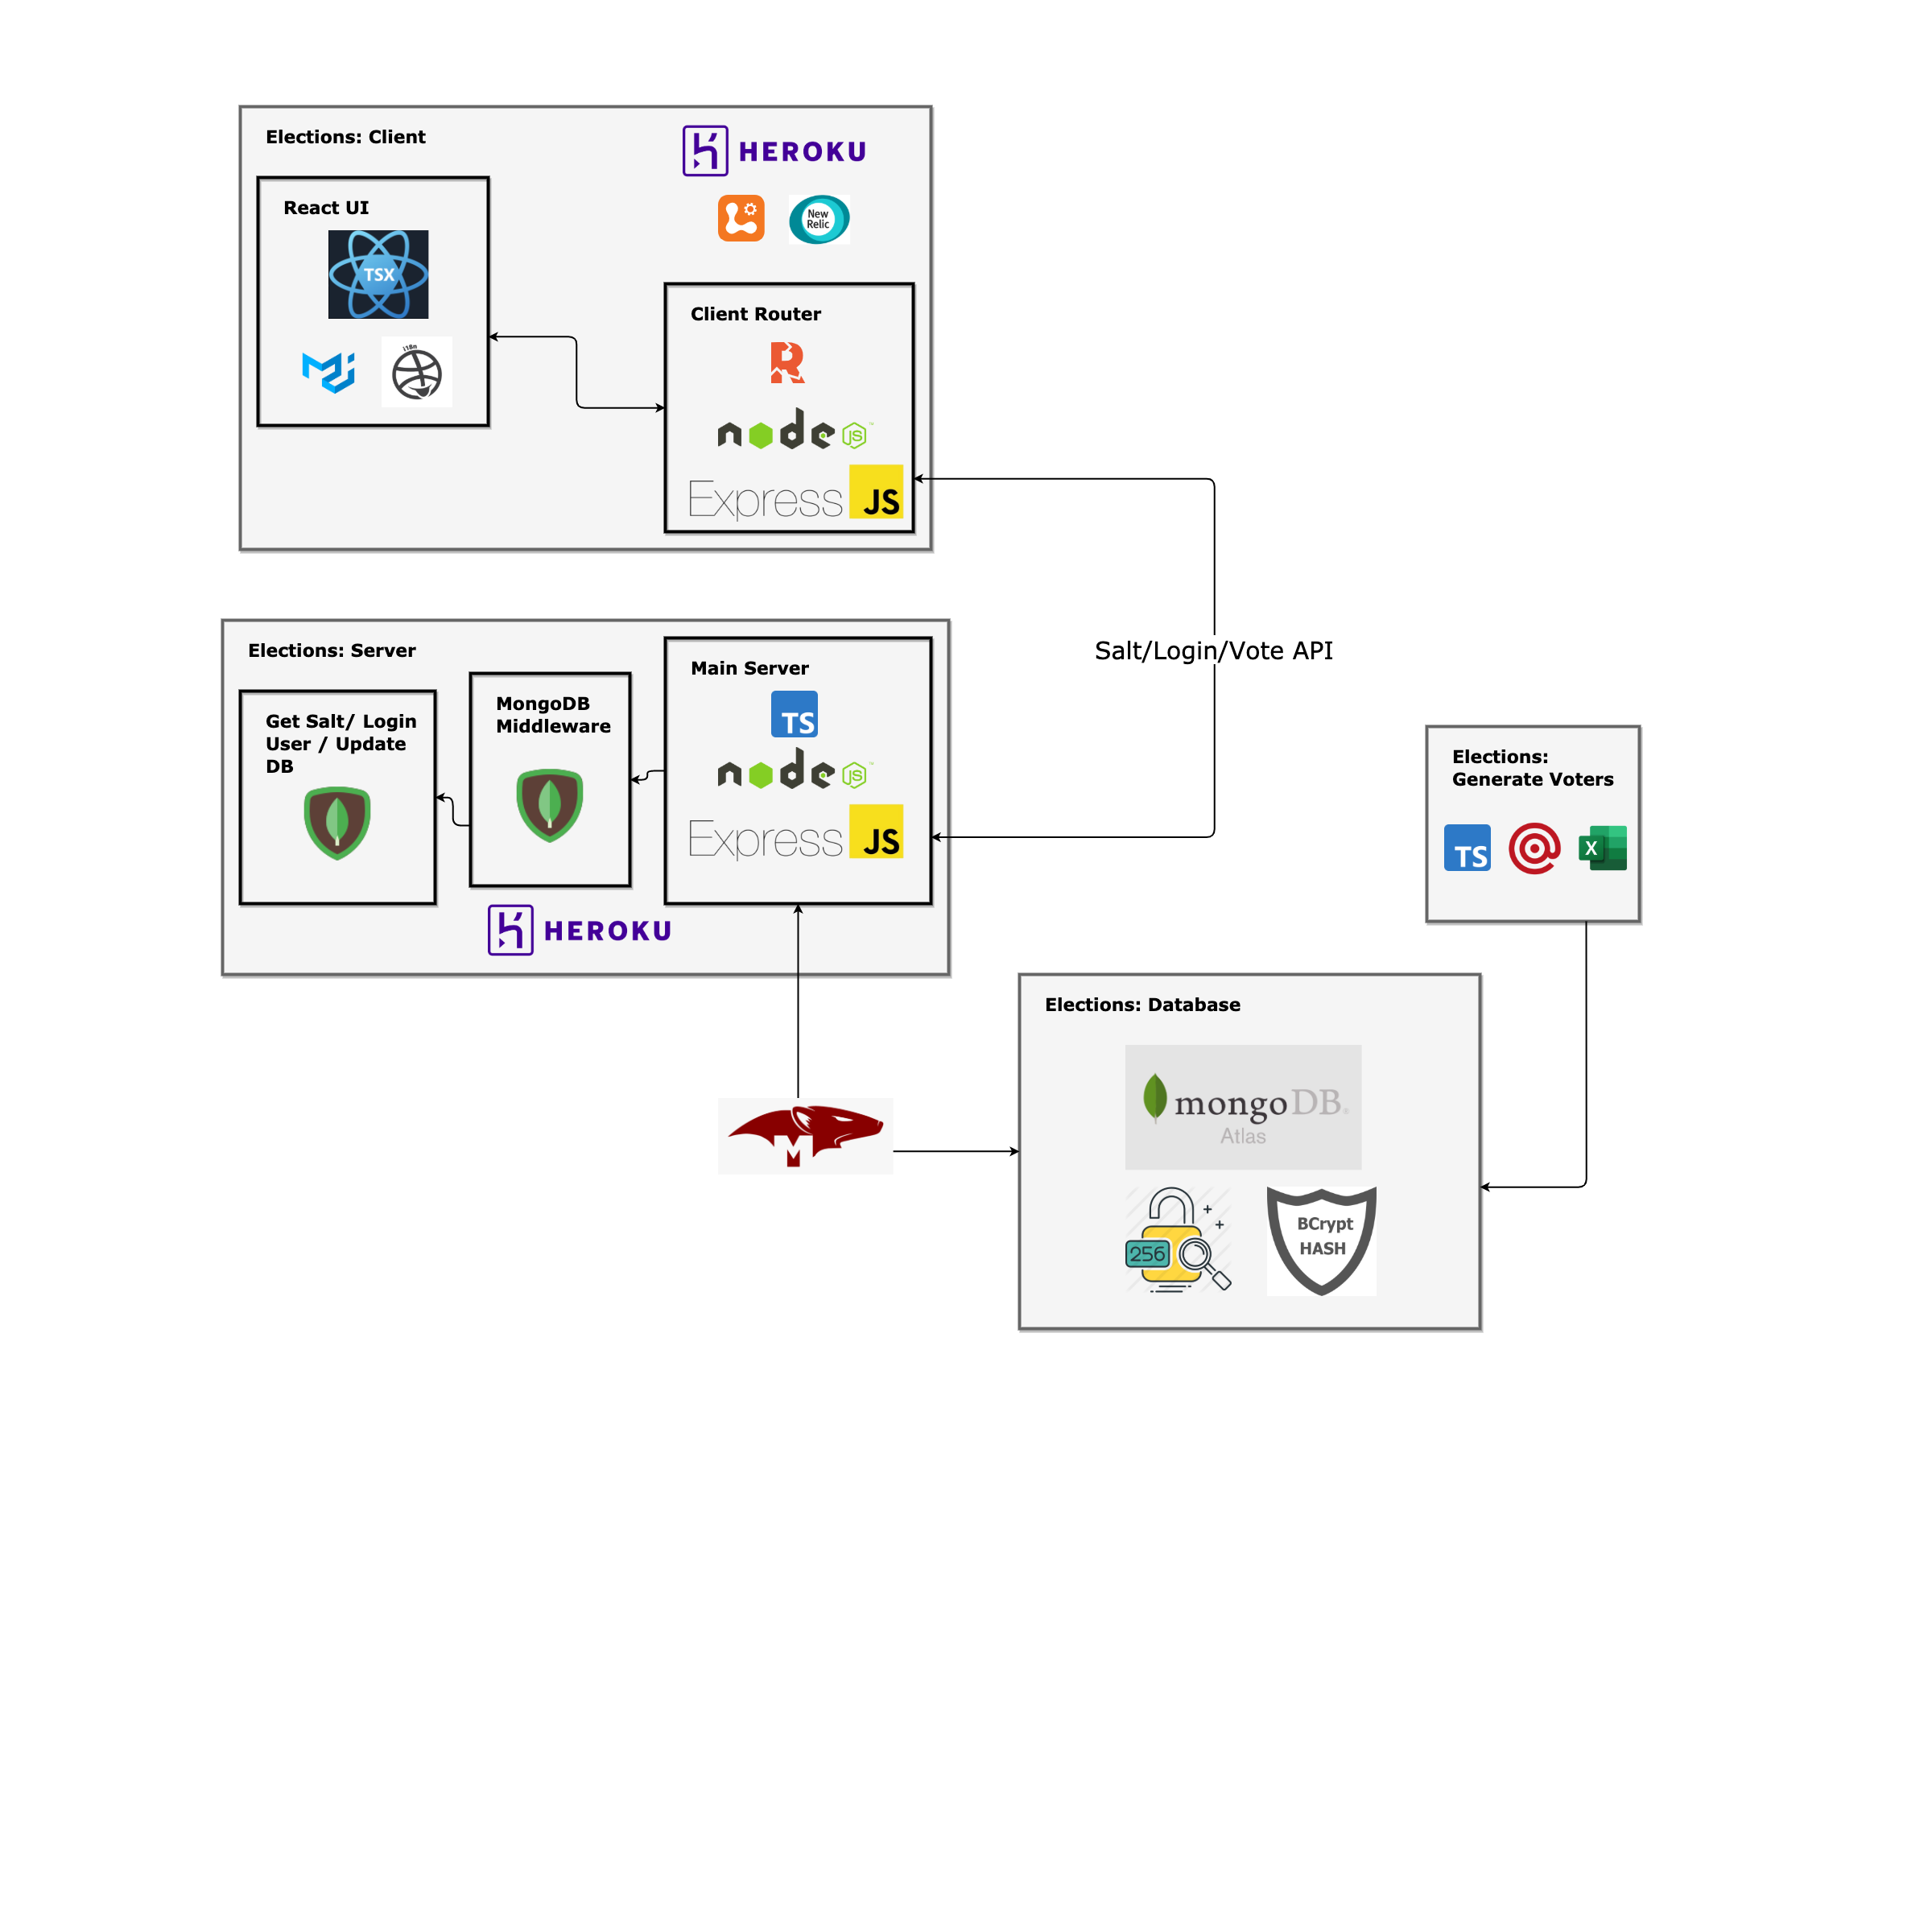 Elections: Client
HEROKU
New
Relic
React UI
TSX
i18n
Client Router
R
node JS
Express JS
Salt/Login/Vote API
Elections: Server
Get Salt/ Login
User / Update
DB
MongoDB
Middleware
Main Server
TS
node JS
Express JS
HEROKU
Elections:
Generate Voters
TS
X
M
Elections: Database
mongoDB®
Atlas
256
BCrypt
HASH